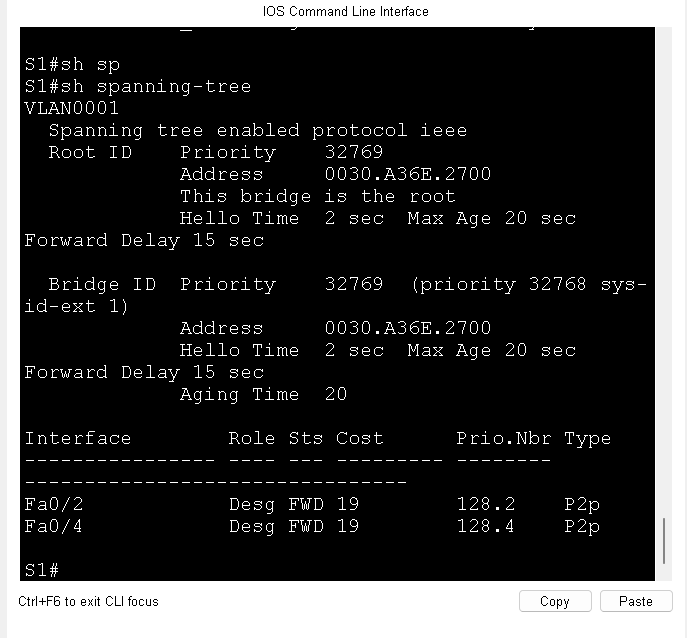 IOS Command Line Interface
S1#sh sp
S1#sh spanning-tree
VLAN0001
  Spanning tree enabled protocol ieee
  Root ID    Priority    32769
             Address     0030.A36E.2700
             This bridge is the root
             Hello Time  2 sec  Max Age 20 sec
Forward Delay 15 sec

  Bridge ID  Priority    32769  (priority 32768 sys-
id-ext 1)
             Address     0030.A36E.2700
             Hello Time  2 sec  Max Age 20 sec
Forward Delay 15 sec
             Aging Time  20

Interface        Role Sts Cost      Prio.Nbr Type
---------------- ---- --- --------- --------
--------------------------------
Fa0/2            Desg FWD 19        128.2    P2p
Fa0/4            Desg FWD 19        128.4    P2p

S1#
Ctrl+F6 to exit CLI focus
Copy
Paste